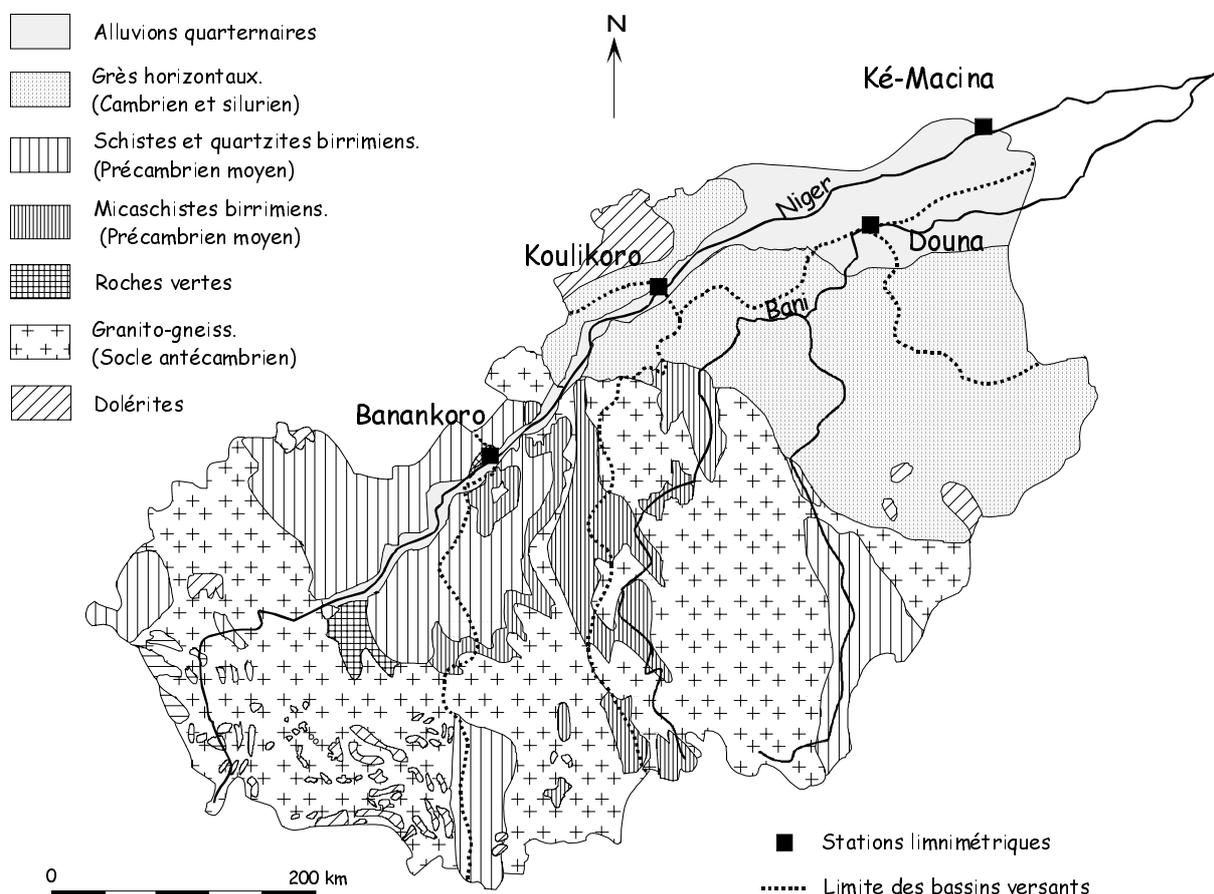 Alluvions quarternaires
Grès horizontaux.
(Cambrien et silurien)
Schistes et quartzites birrimiens.
(Précambrien moyen)
Micaschistes birrimiens.
(Précambrien moyen)
Roches vertes
Granito-gneiss.
(Socle antécambrien)
Dolérites
N
Ké-Macina
Niger
Koulikoro
Douna
Bani
Banankoro
0 200 km
Stations limnimétriques
Limite des bassins versants